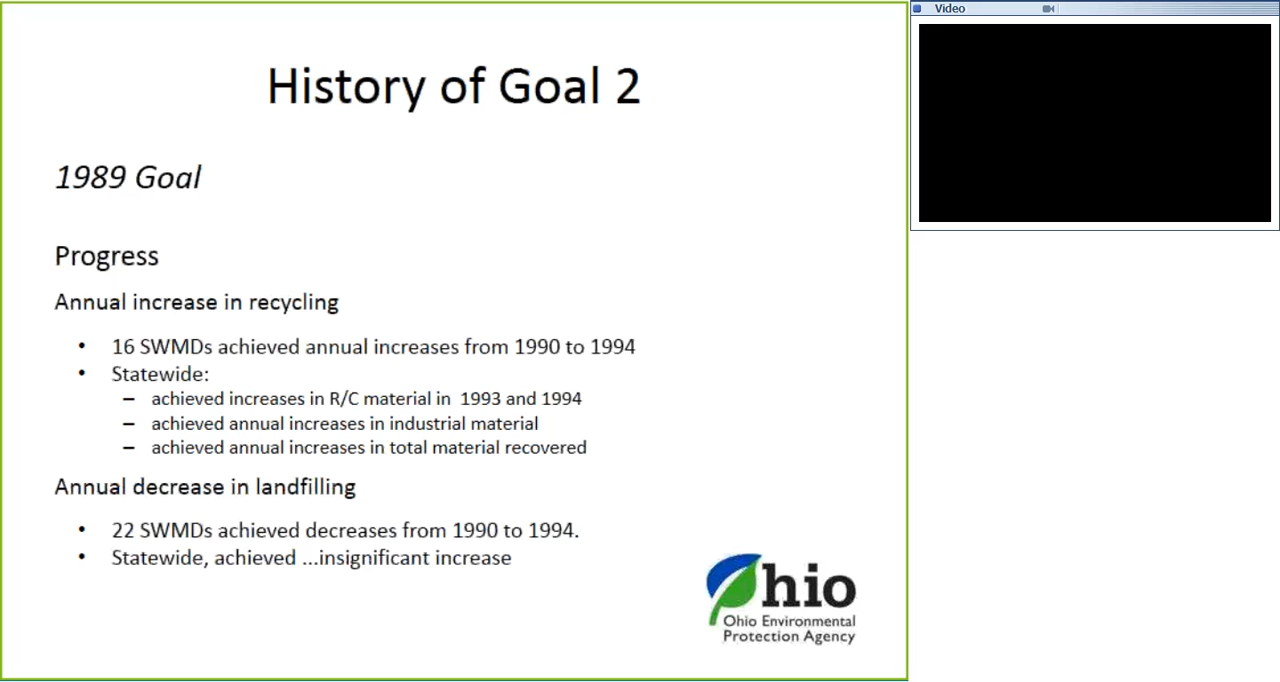 Video
History of Goal 2
1989 Goal
Progress
Annual increase in recycling
• 16 SWMDs achieved annual increases from 1990 to 1994
• Statewide:
– achieved increases in R/C material in 1993 and 1994
– achieved annual increases in industrial material
– achieved annual increases in total material recovered
Annual decrease in landfilling
• 22 SWMDs achieved decreases from 1990 to 1994.
• Statewide, achieved ...insignificant increase
Ohio
Ohio Environmental
Protection Agency